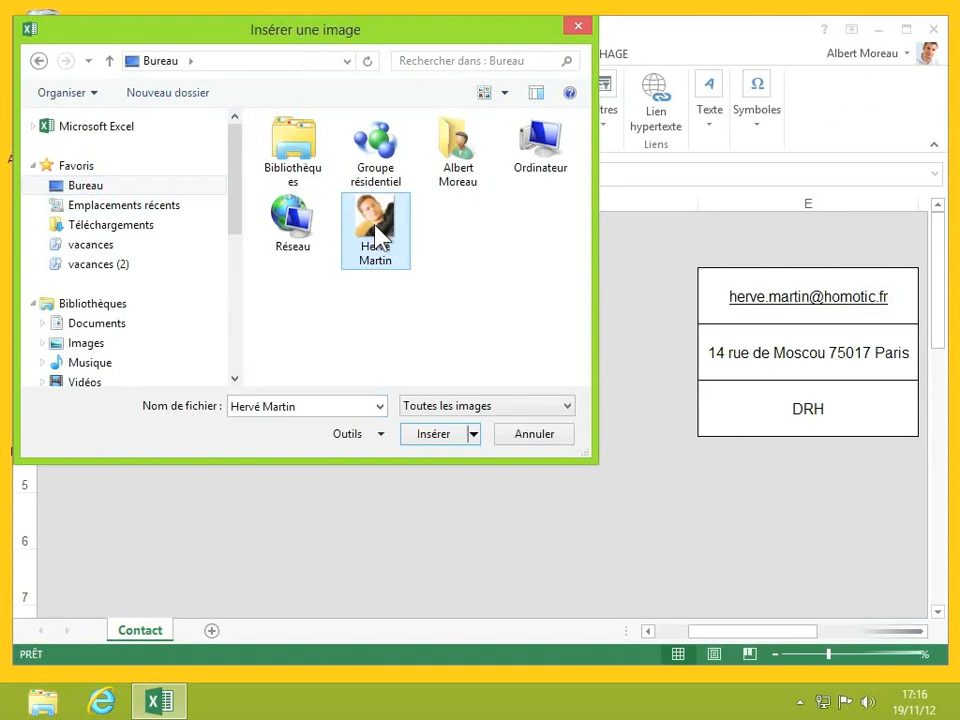 Insérer une image
Bureau
Rechercher dans : Bureau
Organiser
Nouveau dossier
Microsoft Excel
Favoris
Bureau
Emplacements récents
Téléchargements
vacances
vacances (2)
Bibliothèques
Documents
Images
Musique
Vidéos
Bibliothèqu
es
Groupe
résidentiel
Albert
Moreau
Ordinateur
Réseau
Hervé
Martin
Nom de fichier :
Hervé Martin
Toutes les images
Outils
Insérer
Annuler
HAGE
Albert Moreau
tres
Lien
hypertexte
Texte
Symboles
Liens
E
herve.martin@homotic.fr
14 rue de Moscou 75017 Paris
DRH
5
6
7
Contact
PRÊT
%
17:16
19/11/12